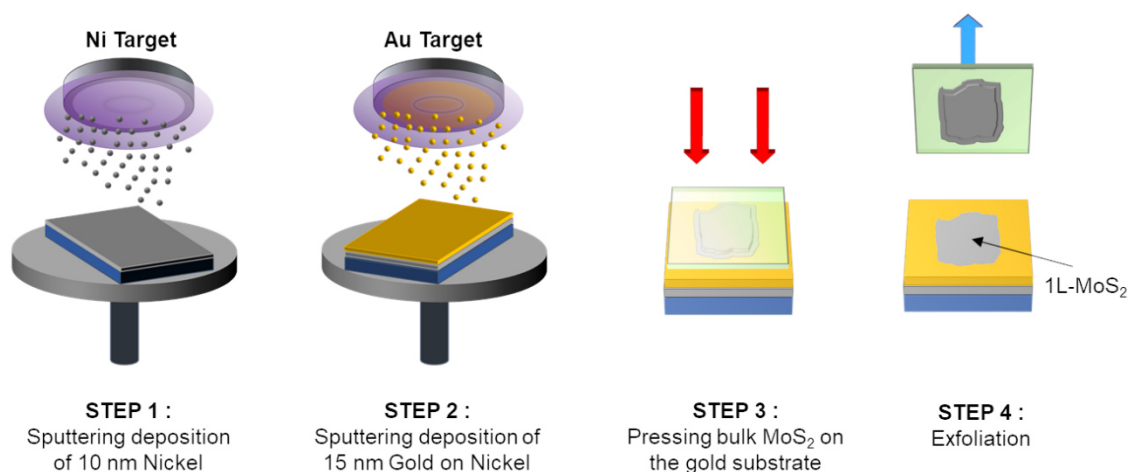 Ni Target
Au Target
1L-MoS₂
STEP 1 :
Sputtering deposition
of 10 nm Nickel
STEP 2 :
Sputtering deposition of
15 nm Gold on Nickel
STEP 3 :
Pressing bulk MoS₂ on
the gold substrate
STEP 4 :
Exfoliation